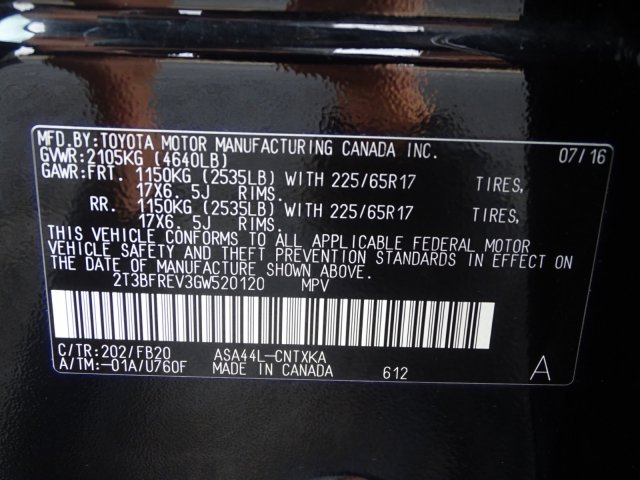 MFD.BY:TOYOTA MOTOR MANUFACTURING CANADA INC. 07/16
GVWR:2105KG (4640LB)
GAWR:FRT. 1150KG (2535LB) WITH 225/65R17 TIRES,
17X6.5J RIMS.
RR. 1150KG (2535LB) WITH 225/65R17 TIRES,
17X6.5J RIMS.
THIS VEHICLE CONFORMS TO ALL APPLICABLE FEDERAL MOTOR
VEHICLE SAFETY AND THEFT PREVENTION STANDARDS IN EFFECT ON
THE DATE OF MANUFACTURE SHOWN ABOVE.
2T3BFREV3GW520120 MPV
C/TR:202/FB20 ASA44L-CNTXKA
A/TM:-01A/U760F MADE IN CANADA 612 A